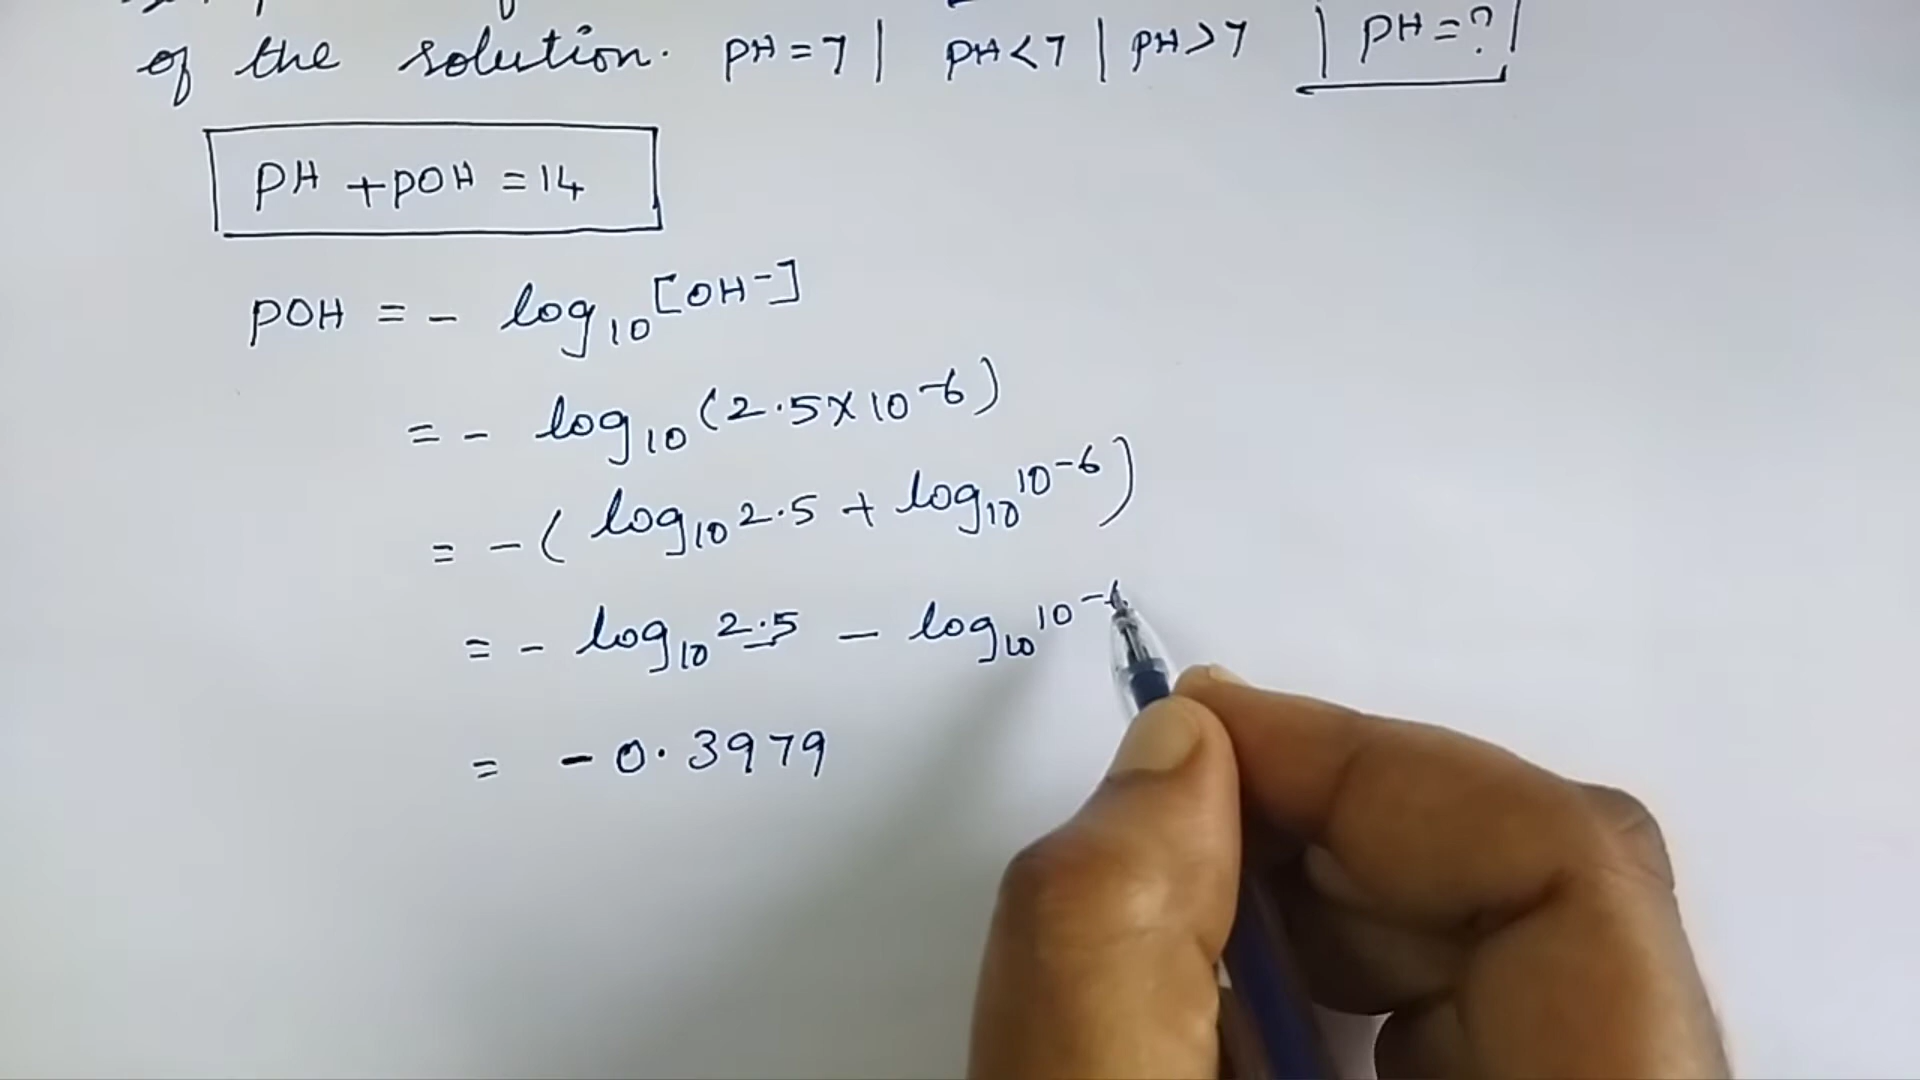 of the solution. pH = 7 | pH < 7 | pH > 7 | pH = ? |
pH + pOH = 14
pOH = - log₁₀ [OH⁻]
= - log₁₀ (2.5 × 10⁻⁶)
= - ( log₁₀ 2.5 + log₁₀ 10⁻⁶ )
= - log₁₀ 2.5 - log₁₀ 10⁻⁶
= - 0.3979